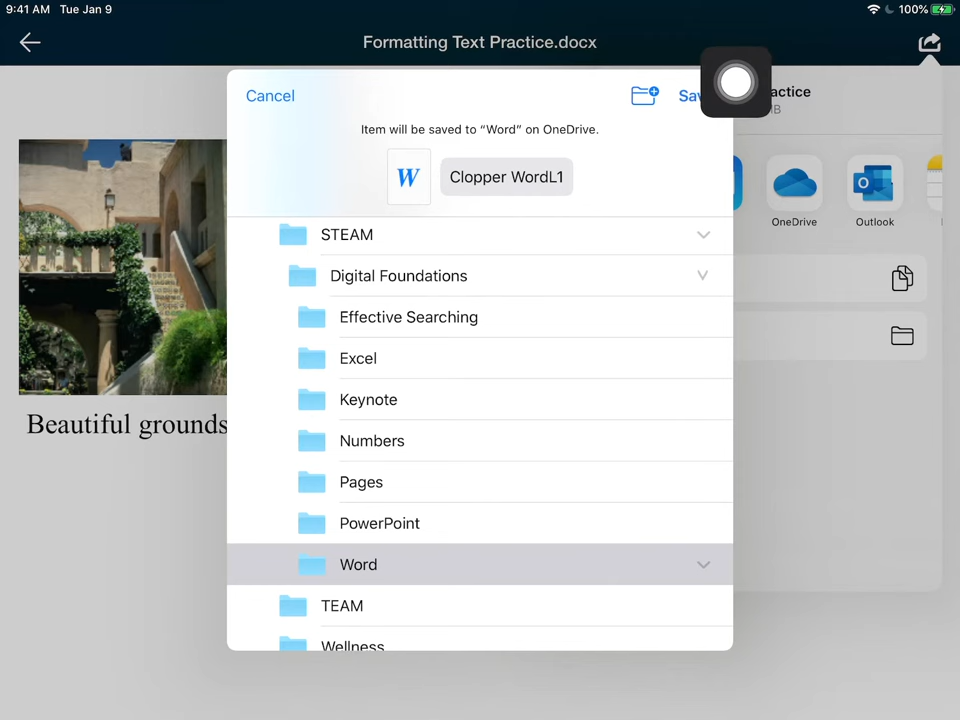 9:41 AM Tue Jan 9
100%
Formatting Text Practice.docx
Cancel
Item will be saved to “Word” on OneDrive.
W
Clopper WordL1
OneDrive
Outlook
STEAM
Digital Foundations
Effective Searching
Excel
Keynote
Numbers
Pages
PowerPoint
Word
TEAM
Wellness
Beautiful grounds